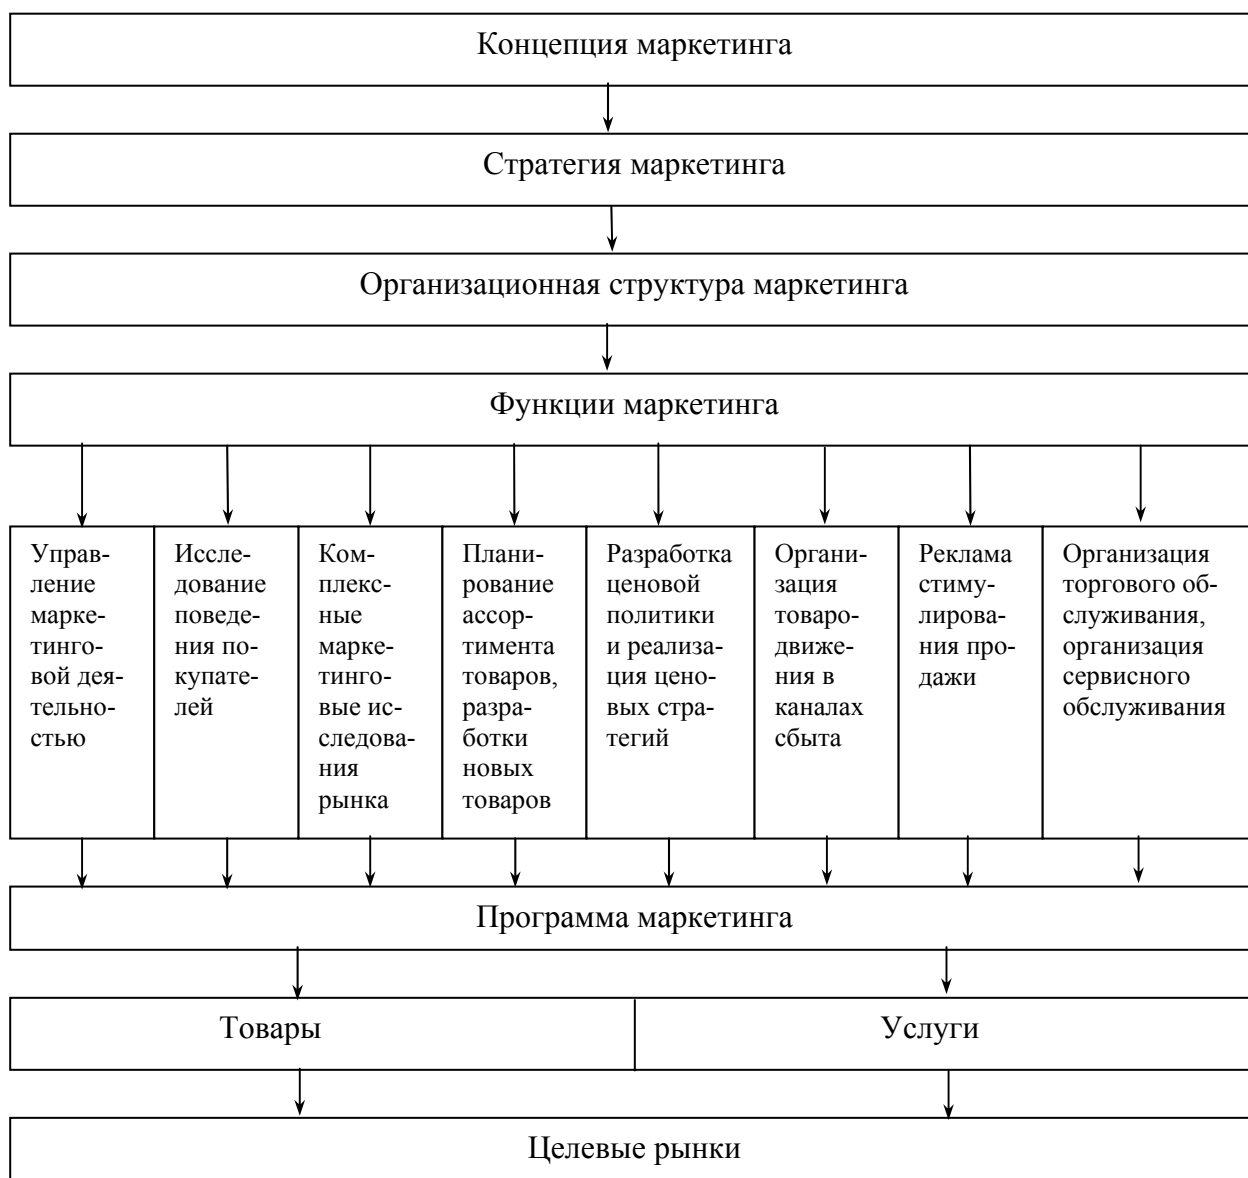 Концепция маркетинга
Стратегия маркетинга
Организационная структура маркетинга
Функции маркетинга
Управ-
ление
марке-
тинго-
вой дея-
тельно-
стью
Иссле-
дование
поведе-
ния по-
купате-
лей
Ком-
плекс-
ные
марке-
тинго-
вые ис-
следова-
ния
рынка
Плани-
рование
ассор-
тимента
товаров,
разра-
ботки
новых
товаров
Разработка
ценовой
политики
и реализа-
ция цено-
вых стра-
тегий
Органи-
зация
товаро-
движе-
ния в
каналах
сбыта
Реклама
стиму-
лирова-
ния про-
дажи
Организация
торгового об-
служивания,
организация
сервисного
обслуживания
Программа маркетинга
Товары
Услуги
Целевые рынки